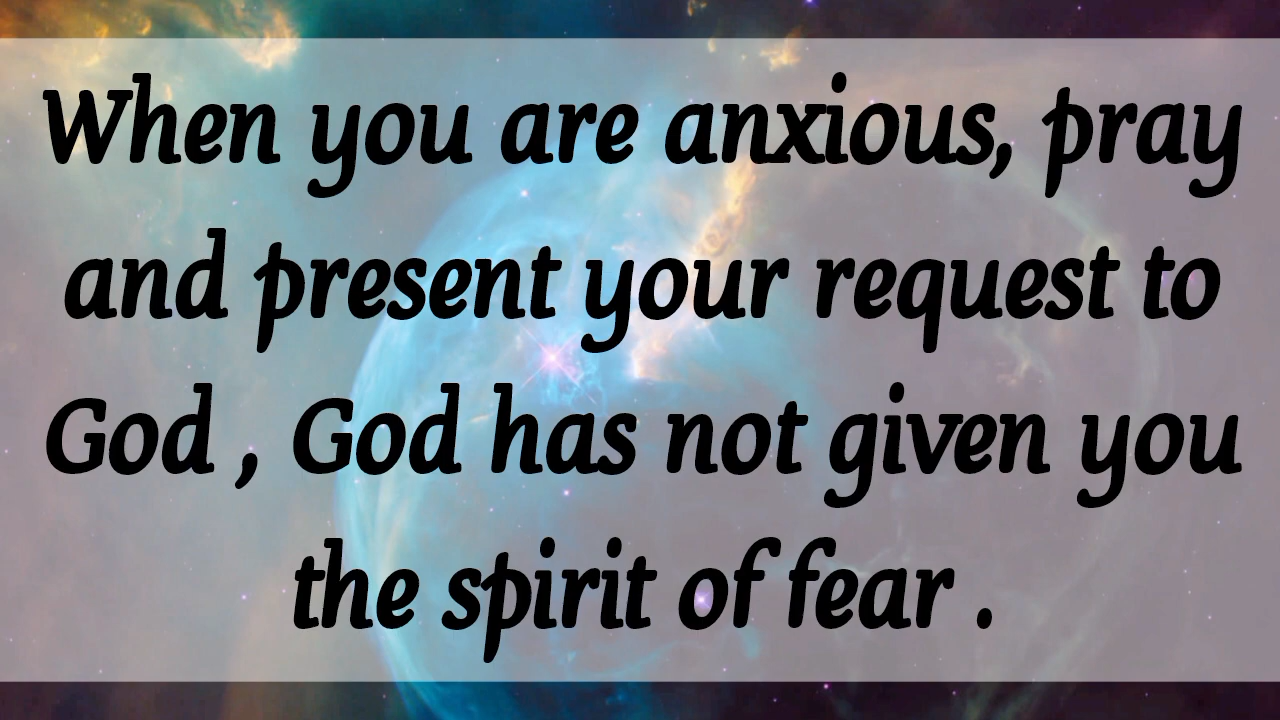 When you are anxious, pray
and present your request to
God , God has not given you
the spirit of fear .